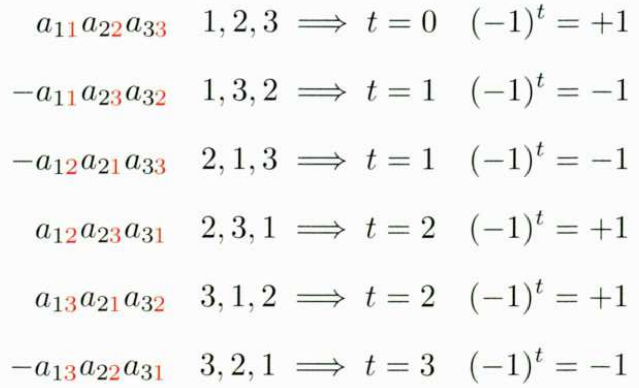 a₁₁a₂₂a₃₃ 1, 2, 3 ⟹ t = 0 (−1)ᵗ = +1
−a₁₁a₂₃a₃₂ 1, 3, 2 ⟹ t = 1 (−1)ᵗ = −1
−a₁₂a₂₁a₃₃ 2, 1, 3 ⟹ t = 1 (−1)ᵗ = −1
a₁₂a₂₃a₃₁ 2, 3, 1 ⟹ t = 2 (−1)ᵗ = +1
a₁₃a₂₁a₃₂ 3, 1, 2 ⟹ t = 2 (−1)ᵗ = +1
−a₁₃a₂₂a₃₁ 3, 2, 1 ⟹ t = 3 (−1)ᵗ = −1